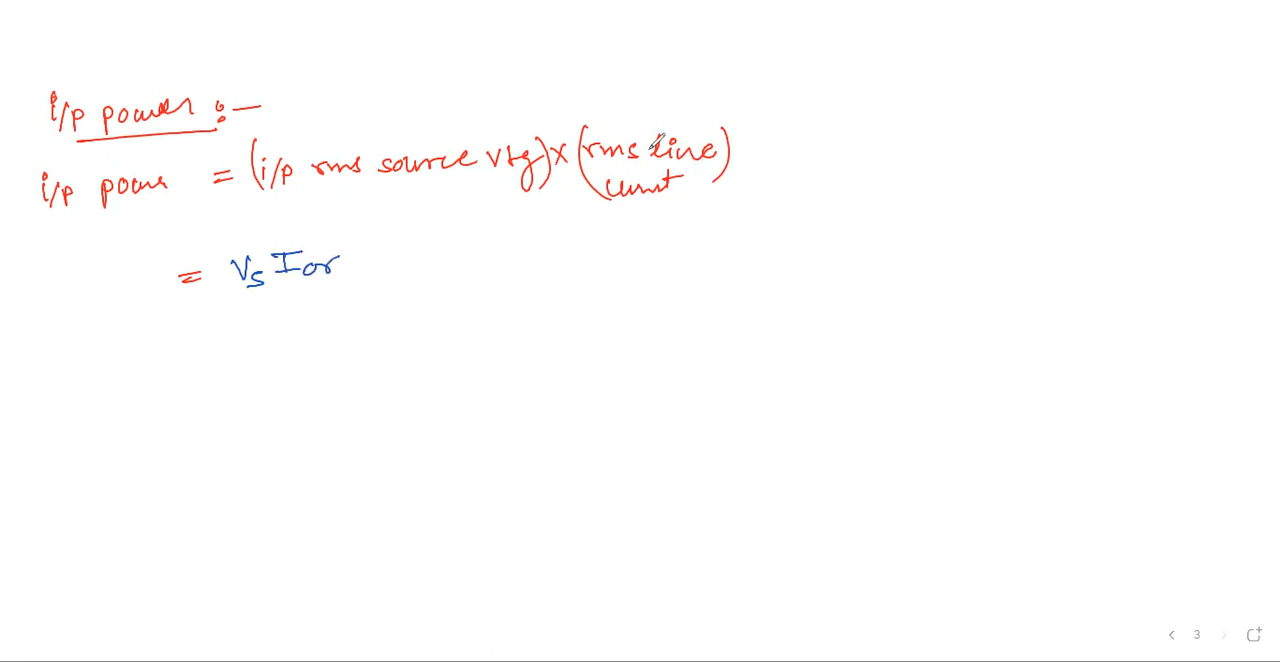 i/p power :-
i/p power = (i/p rms source vtg) x (rms line current)
= Vs Ior
3